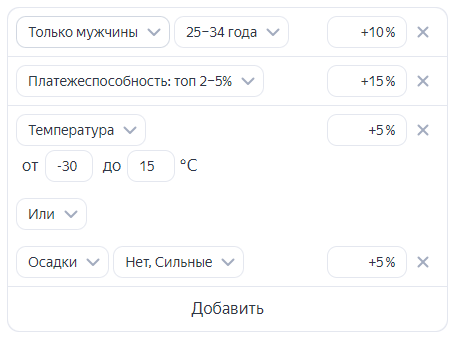 Только мужчины 25–34 года +10%
Платежеспособность: топ 2–5% +15%
Температура +5%
от -30 до 15 °C
Или
Осадки Нет, Сильные +5%
Добавить